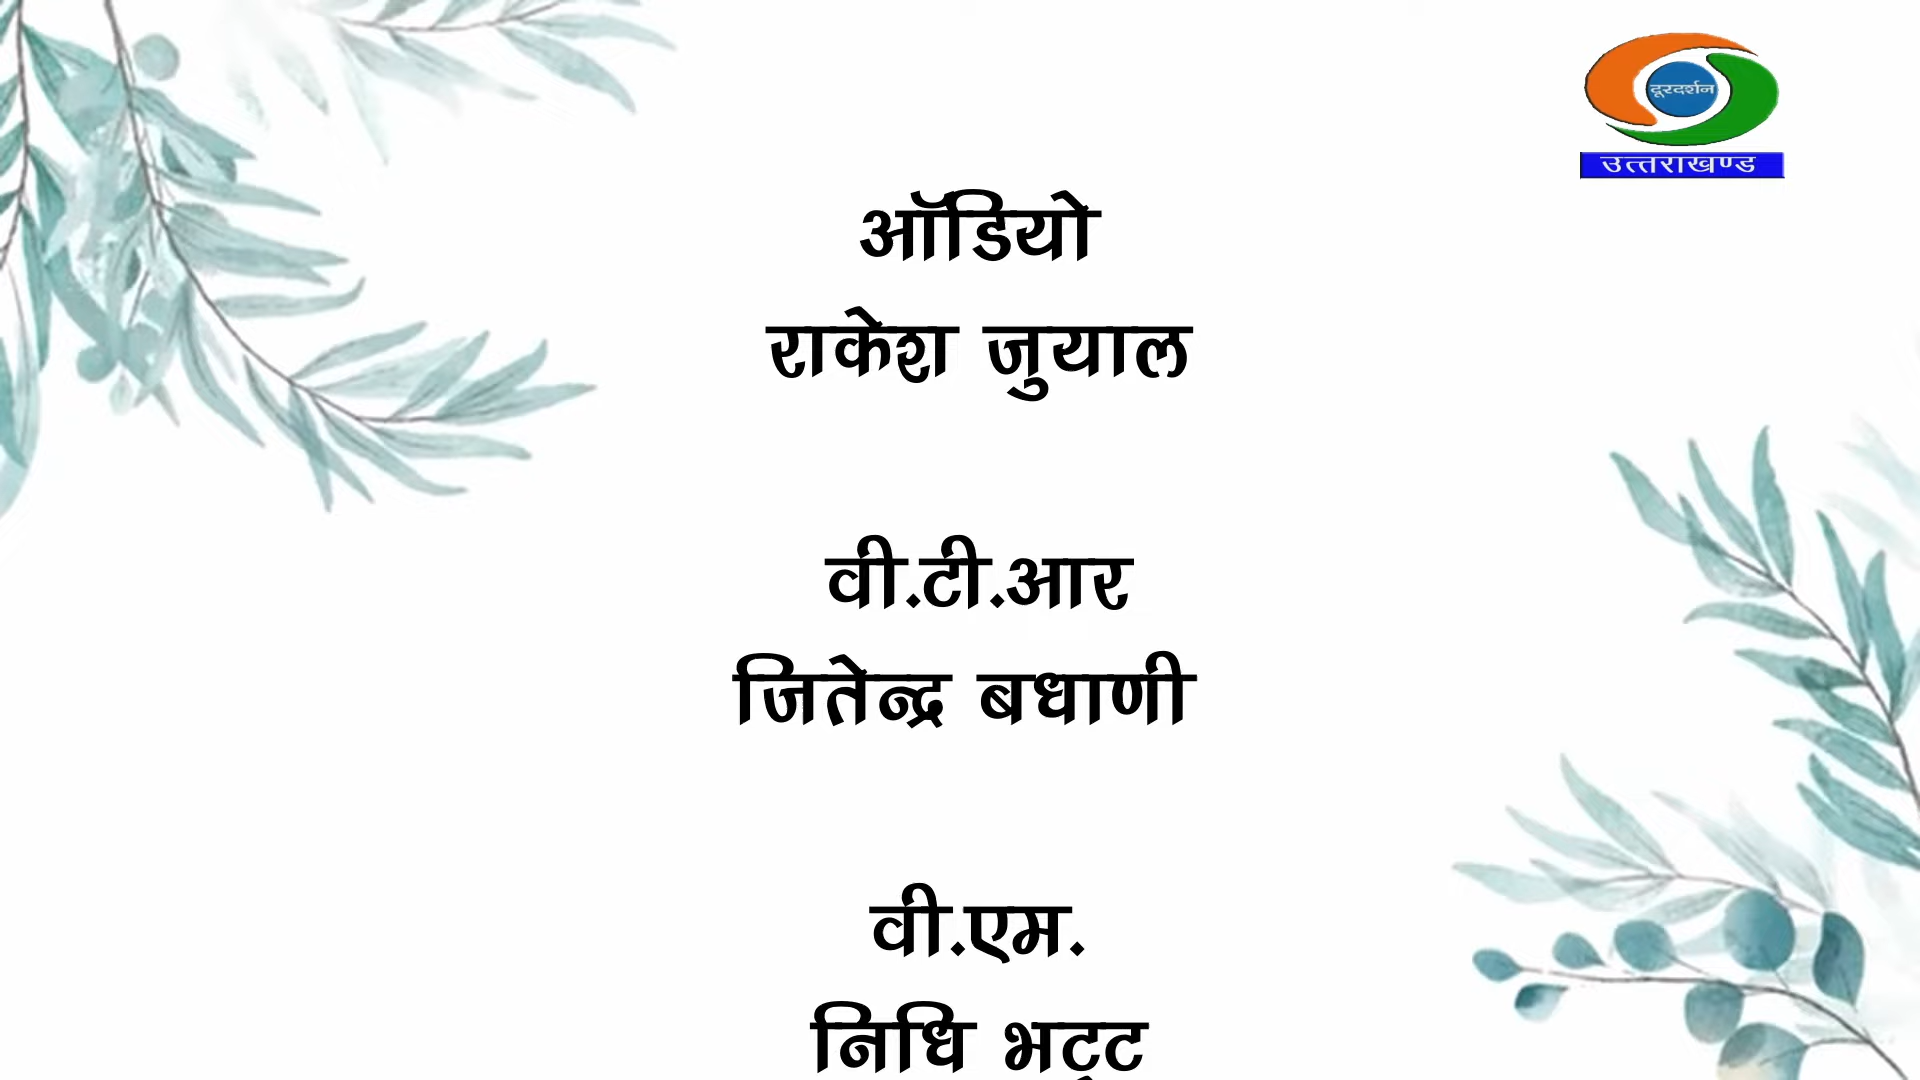 दूरदर्शन
उत्तराखण्ड
ऑडियो
राकेश जुयाल
वी.टी.आर
जितेन्द्र बधाणी
वी.एम.
निधि भट्ट